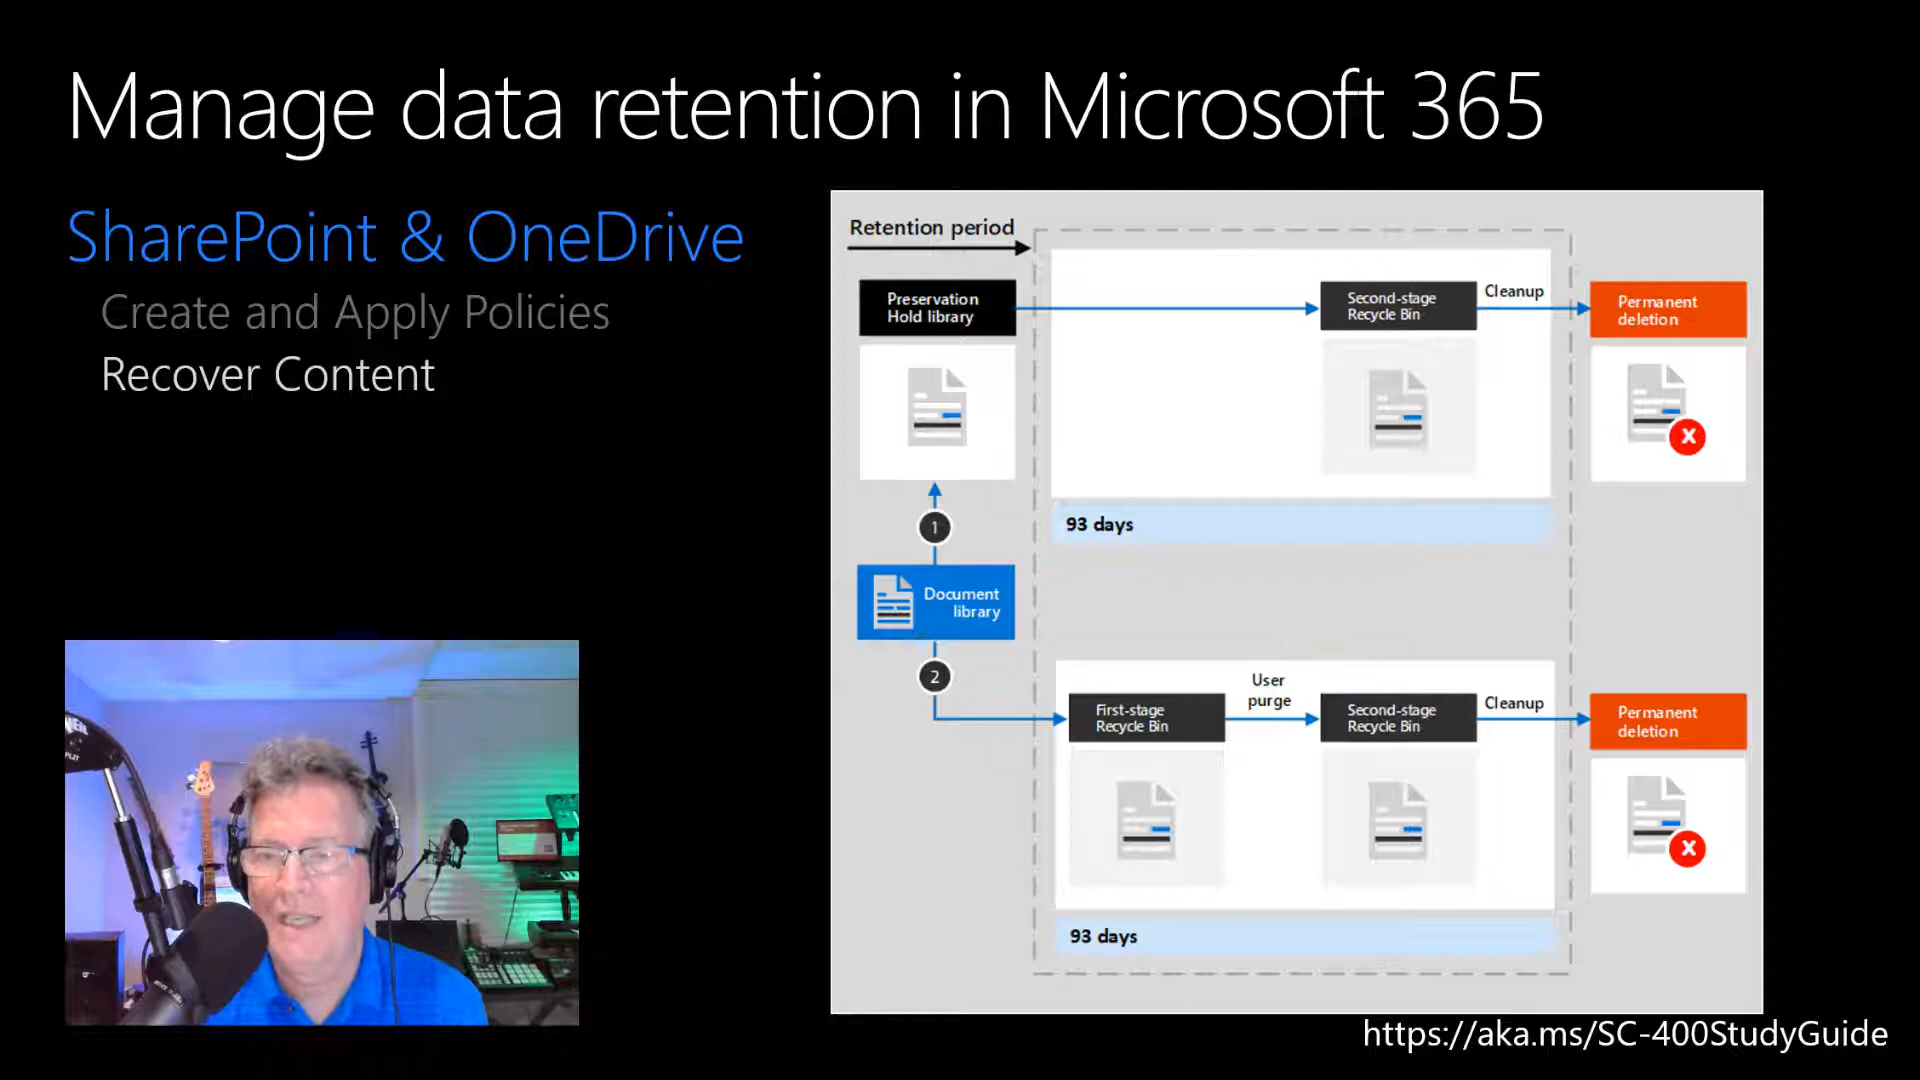 Manage data retention in Microsoft 365
SharePoint & OneDrive
Create and Apply Policies
Recover Content
Retention period
Preservation
Hold library
Second-stage
Recycle Bin
Cleanup
Permanent
deletion
X
93 days
1
Document
library
2
First-stage
Recycle Bin
User
purge
Second-stage
Recycle Bin
Cleanup
Permanent
deletion
X
93 days
https://aka.ms/SC-400StudyGuide